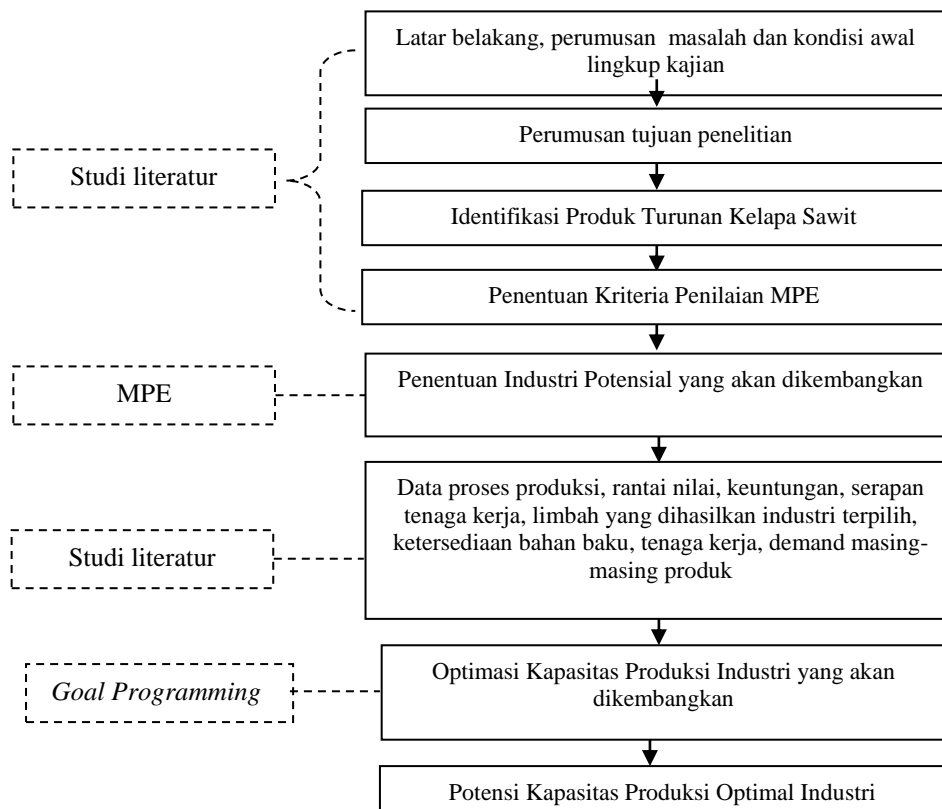 Latar belakang, perumusan masalah dan kondisi awal
lingkup kajian
Perumusan tujuan penelitian
Studi literatur
Identifikasi Produk Turunan Kelapa Sawit
Penentuan Kriteria Penilaian MPE
MPE
Penentuan Industri Potensial yang akan dikembangkan
Data proses produksi, rantai nilai, keuntungan, serapan
tenaga kerja, limbah yang dihasilkan industri terpilih,
ketersediaan bahan baku, tenaga kerja, demand masing-
masing produk
Studi literatur
Optimasi Kapasitas Produksi Industri yang akan
dikembangkan
Goal Programming
Potensi Kapasitas Produksi Optimal Industri